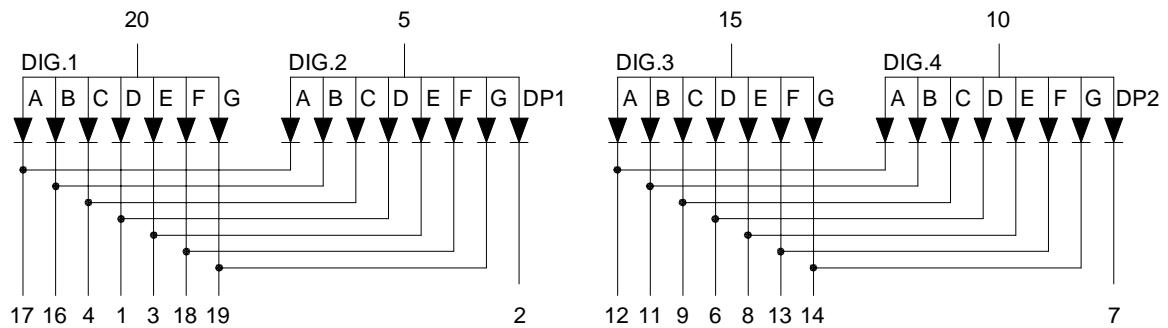 20 5 15 10
DIG.1 DIG.2 DIG.3 DIG.4
A B C D E F G A B C D E F G DP1 A B C D E F G A B C D E F G DP2
17 16 4 1 3 18 19 2 12 11 9 6 8 13 14 7